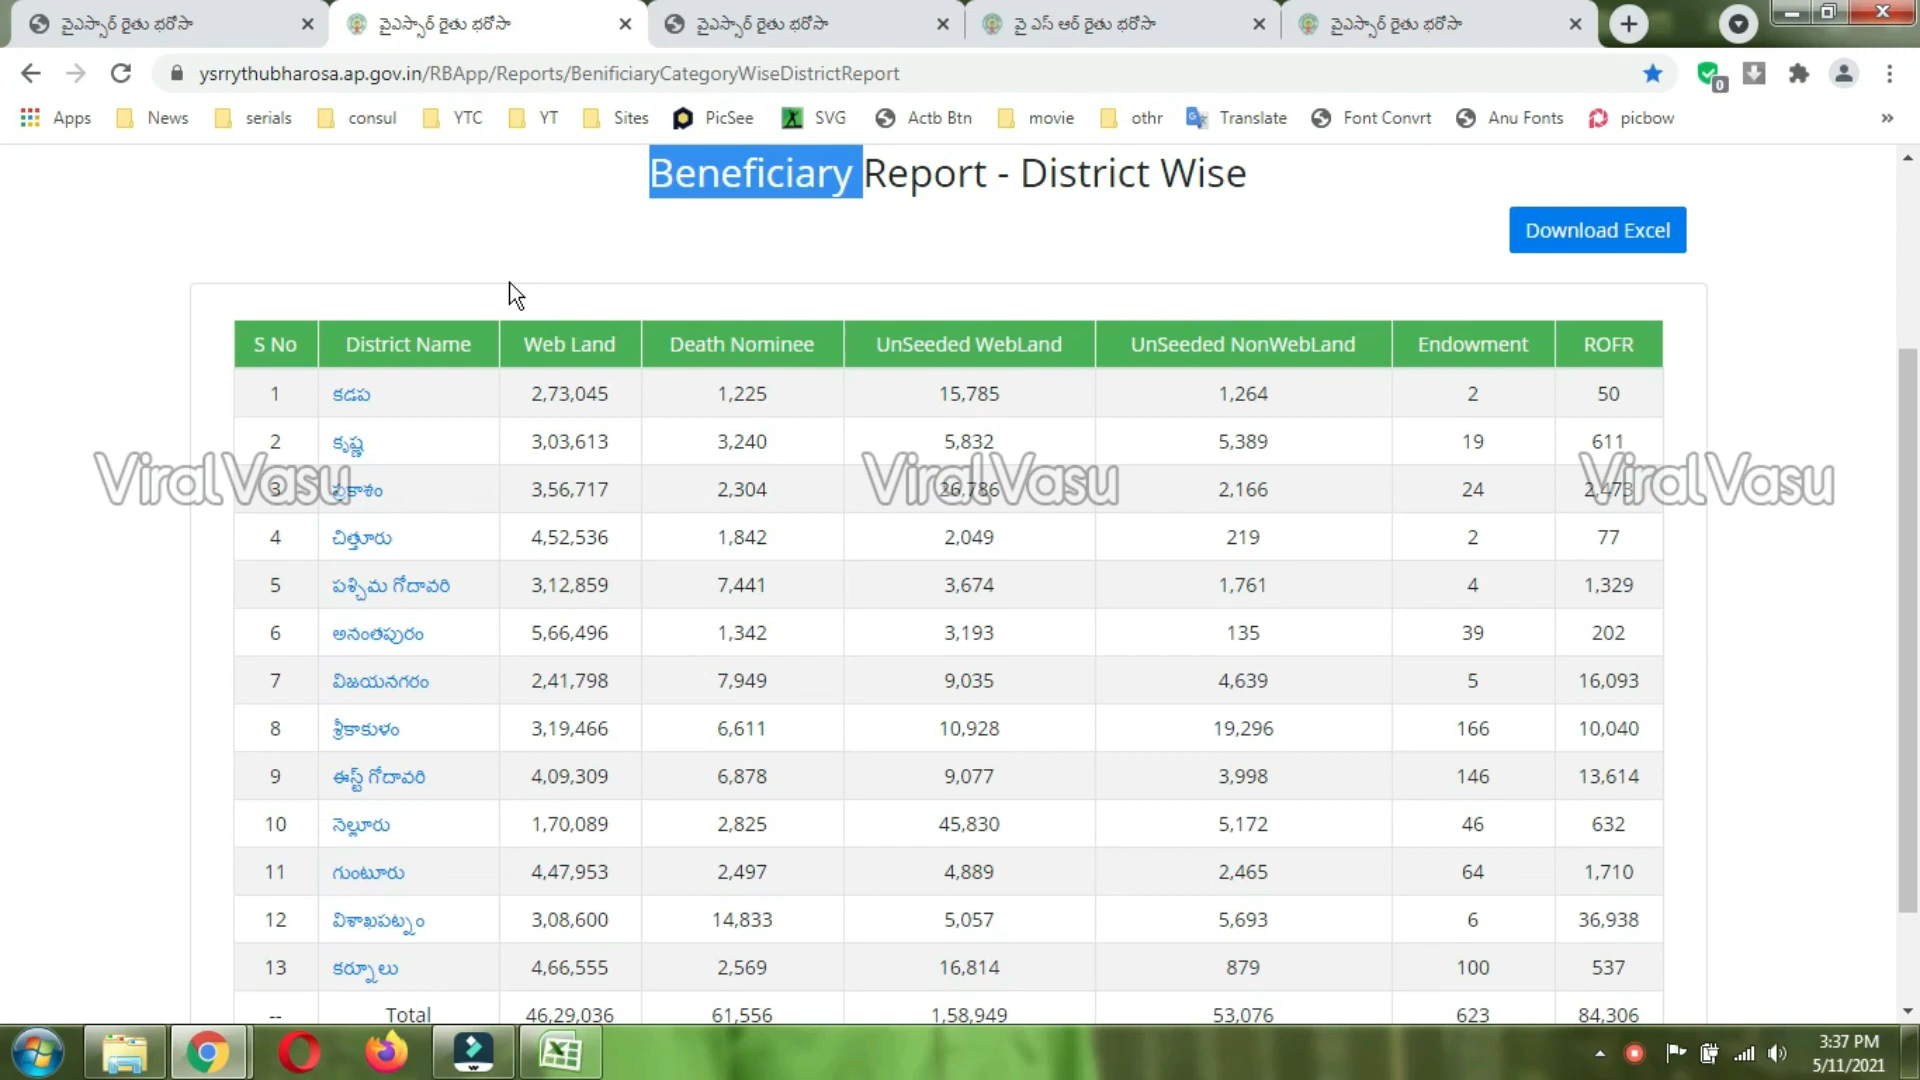 వైఎస్సార్ రైతు భరోసా వైఎస్సార్ రైతు భరోసా వైఎస్సార్ రైతు భరోసా వై ఎస్ ఆర్ రైతు భరోసా వైఎస్సార్ రైతు భరోసా
ysrrythubharosa.ap.gov.in/RBApp/Reports/BenificiaryCategoryWiseDistrictReport 0
Apps News serials consul YTC YT Sites PicSee SVG Actb Btn movie othr Translate Font Convrt Anu Fonts picbow »
Beneficiary Report - District Wise
Download Excel
S No District Name Web Land Death Nominee UnSeeded WebLand UnSeeded NonWebLand Endowment ROFR
1 కడప 2,73,045 1,225 15,785 1,264 2 50
2 కృష్ణ 3,03,613 3,240 5,832 5,389 19 611
3 ప్రకాశం 3,56,717 2,304 26,786 2,166 24 2,473
ViralVasu ViralVasu ViralVasu
4 చిత్తూరు 4,52,536 1,842 2,049 219 2 77
5 పశ్చిమ గోదావరి 3,12,859 7,441 3,674 1,761 4 1,329
6 అనంతపురం 5,66,496 1,342 3,193 135 39 202
7 విజయనగరం 2,41,798 7,949 9,035 4,639 5 16,093
8 శ్రీకాకుళం 3,19,466 6,611 10,928 19,296 166 10,040
9 ఈస్ట్ గోదావరి 4,09,309 6,878 9,077 3,998 146 13,614
10 నెల్లూరు 1,70,089 2,825 45,830 5,172 46 632
11 గుంటూరు 4,47,953 2,497 4,889 2,465 64 1,710
12 విశాఖపట్నం 3,08,600 14,833 5,057 5,693 6 36,938
13 కర్నూలు 4,66,555 2,569 16,814 879 100 537
-- Total 46,29,036 61,556 1,58,949 53,076 623 84,306
3:37 PM
5/11/2021